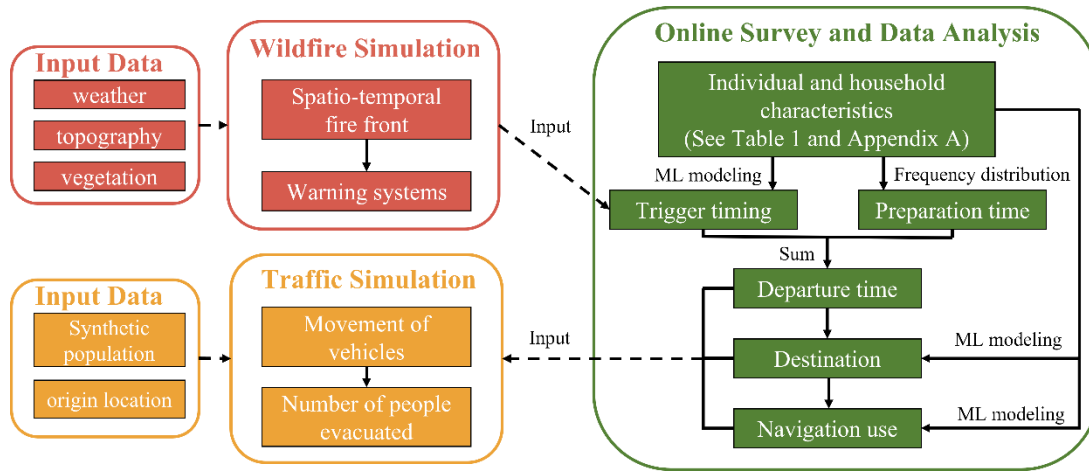 Input Data
weather
topography
vegetation
Wildfire Simulation
Spatio-temporal
fire front
Warning systems
Input
Online Survey and Data Analysis
Individual and household
characteristics
(See Table 1 and Appendix A)
ML modeling
Frequency distribution
Trigger timing
Preparation time
Sum
Departure time
Destination
ML modeling
Navigation use
ML modeling
Input Data
Synthetic
population
origin location
Traffic Simulation
Movement of
vehicles
Number of people
evacuated
Input